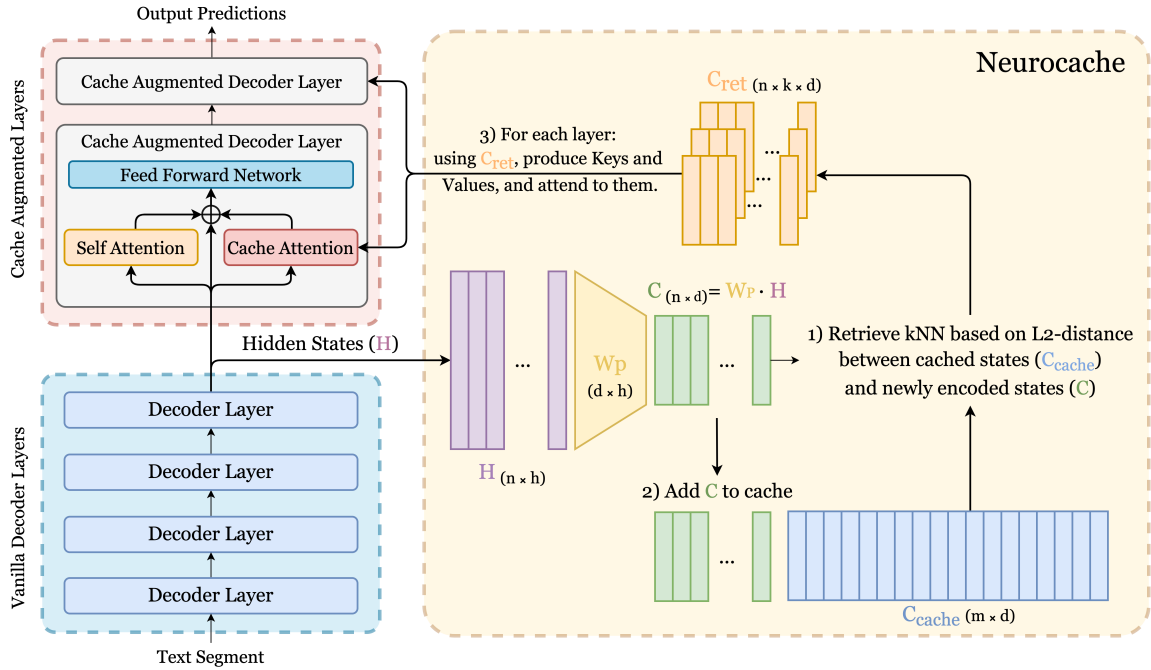 Output Predictions
Cache Augmented Layers
Cache Augmented Decoder Layer
Cache Augmented Decoder Layer
Feed Forward Network
Self Attention
Cache Attention
Hidden States (H)
Vanilla Decoder Layers
Decoder Layer
Decoder Layer
Decoder Layer
Decoder Layer
Text Segment
Neurocache
Cret (n × k × d)
3) For each layer:
using Cret, produce Keys and
Values, and attend to them.
...
...
...
C (n × d) = WP · H
...
Wp
(d × h)
...
H (n × h)
1) Retrieve kNN based on L2-distance
between cached states (Ccache)
and newly encoded states (C)
2) Add C to cache
...
Ccache (m × d)